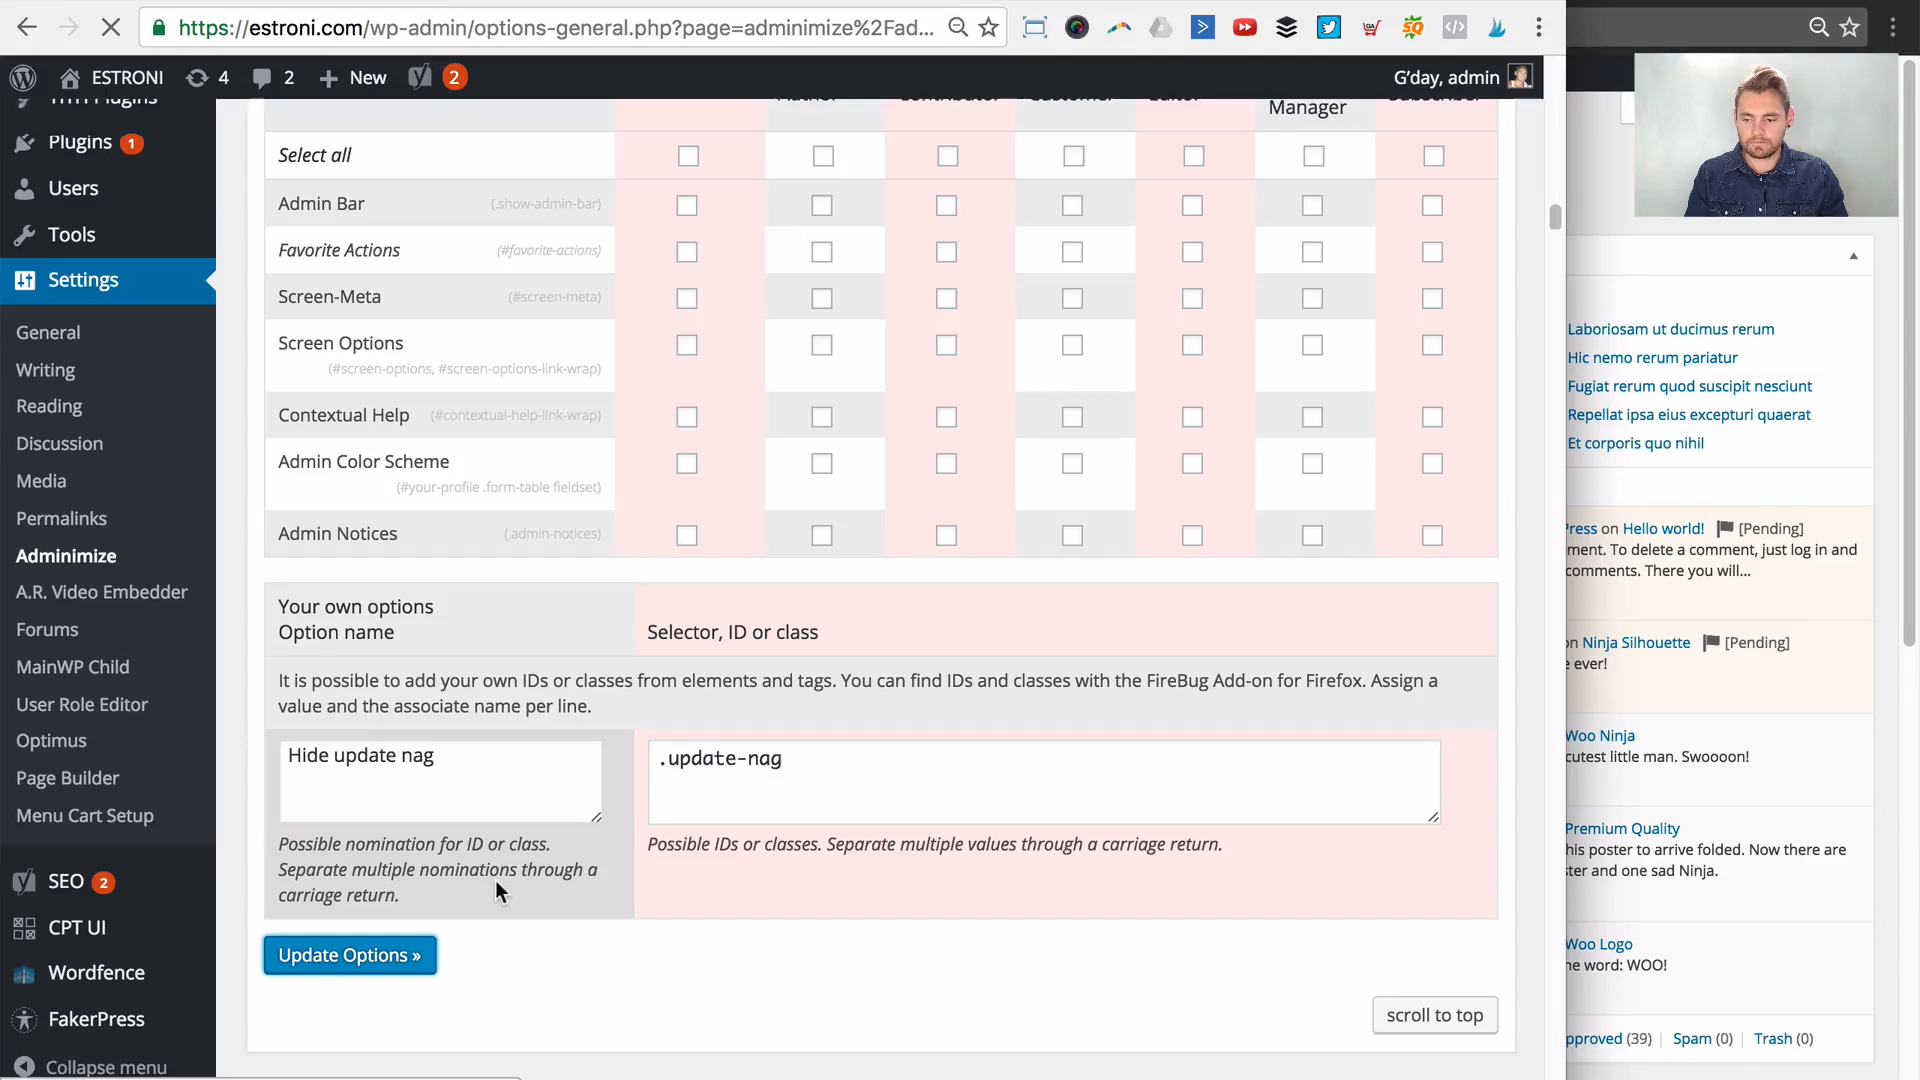 https://estroni.com/wp-admin/options-general.php?page=adminimize%2Fad...
ESTRONI 4 2 New 2
G'day, admin
Plugins 1
Users
Tools
Settings
General
Writing
Reading
Discussion
Media
Permalinks
Adminimize
A.R. Video Embedder
Forums
MainWP Child
User Role Editor
Optimus
Page Builder
Menu Cart Setup
SEO 2
CPT UI
Wordfence
FakerPress
Collapse menu
Manager
Select all
Admin Bar (.show-admin-bar)
Favorite Actions (#favorite-actions)
Screen-Meta (#screen-meta)
Screen Options
(#screen-options, #screen-options-link-wrap)
Contextual Help (#contextual-help-link-wrap)
Admin Color Scheme
(#your-profile .form-table fieldset)
Admin Notices (.admin-notices)
Your own options
Option name
Selector, ID or class
It is possible to add your own IDs or classes from elements and tags. You can find IDs and classes with the FireBug Add-on for Firefox. Assign a
value and the associate name per line.
Hide update nag
.update-nag
Possible nomination for ID or class.
Separate multiple nominations through a
carriage return.
Possible IDs or classes. Separate multiple values through a carriage return.
Update Options »
scroll to top
Laboriosam ut ducimus rerum
Hic nemo rerum pariatur
Fugiat rerum quod suscipit nesciunt
Repellat ipsa eius excepturi quaerat
Et corporis quo nihil
ress on Hello world! [Pending]
ment. To delete a comment, just log in and
comments. There you will...
on Ninja Silhouette [Pending]
ever!
Woo Ninja
cutest little man. Swoooon!
Premium Quality
his poster to arrive folded. Now there are
ter and one sad Ninja.
Woo Logo
ne word: WOO!
pproved (39) | Spam (0) | Trash (0)